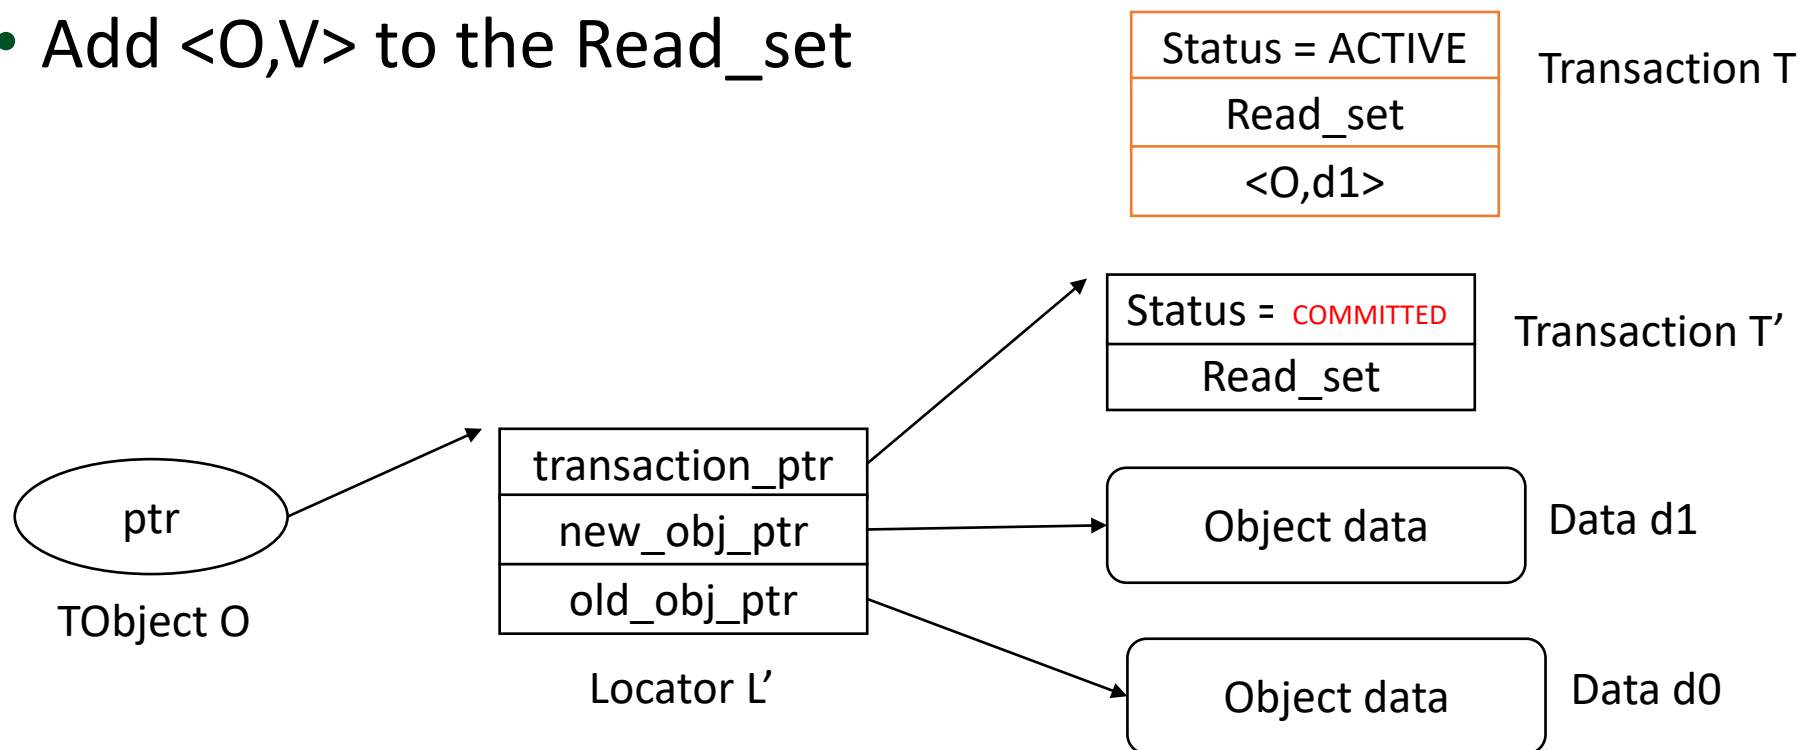 • Add <O,V> to the Read_set
Status = ACTIVE
Transaction T
Read_set
<O,d1>
Status = COMMITTED
Transaction T’
Read_set
transaction_ptr
ptr
new_obj_ptr
Object data
Data d1
old_obj_ptr
TObject O
Locator L’
Object data
Data d0